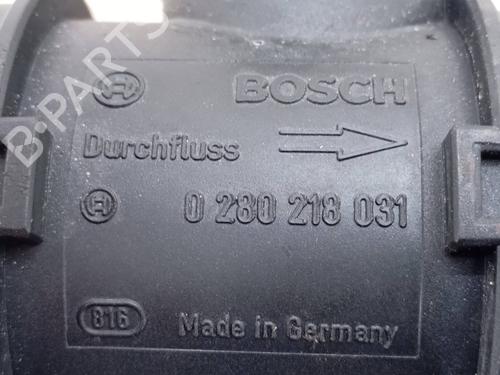 BOSCH
Durchfluss
0 280 218 031
816 Made in Germany
B-PARTS